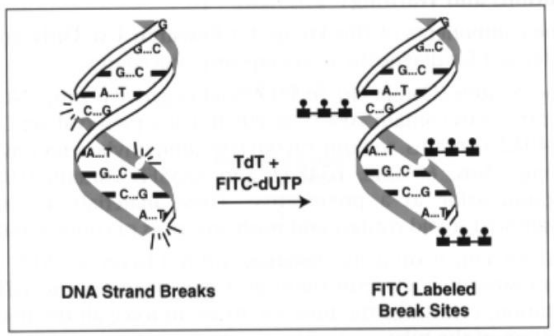 G
G...C
G...C
A...T
C...G
A...T
G...C
C...G
A...T
DNA Strand Breaks
TdT +
FITC-dUTP
G
G...C
G...C
A...T
C...G
A...T
G...C
C...G
A...T
FITC Labeled
Break Sites